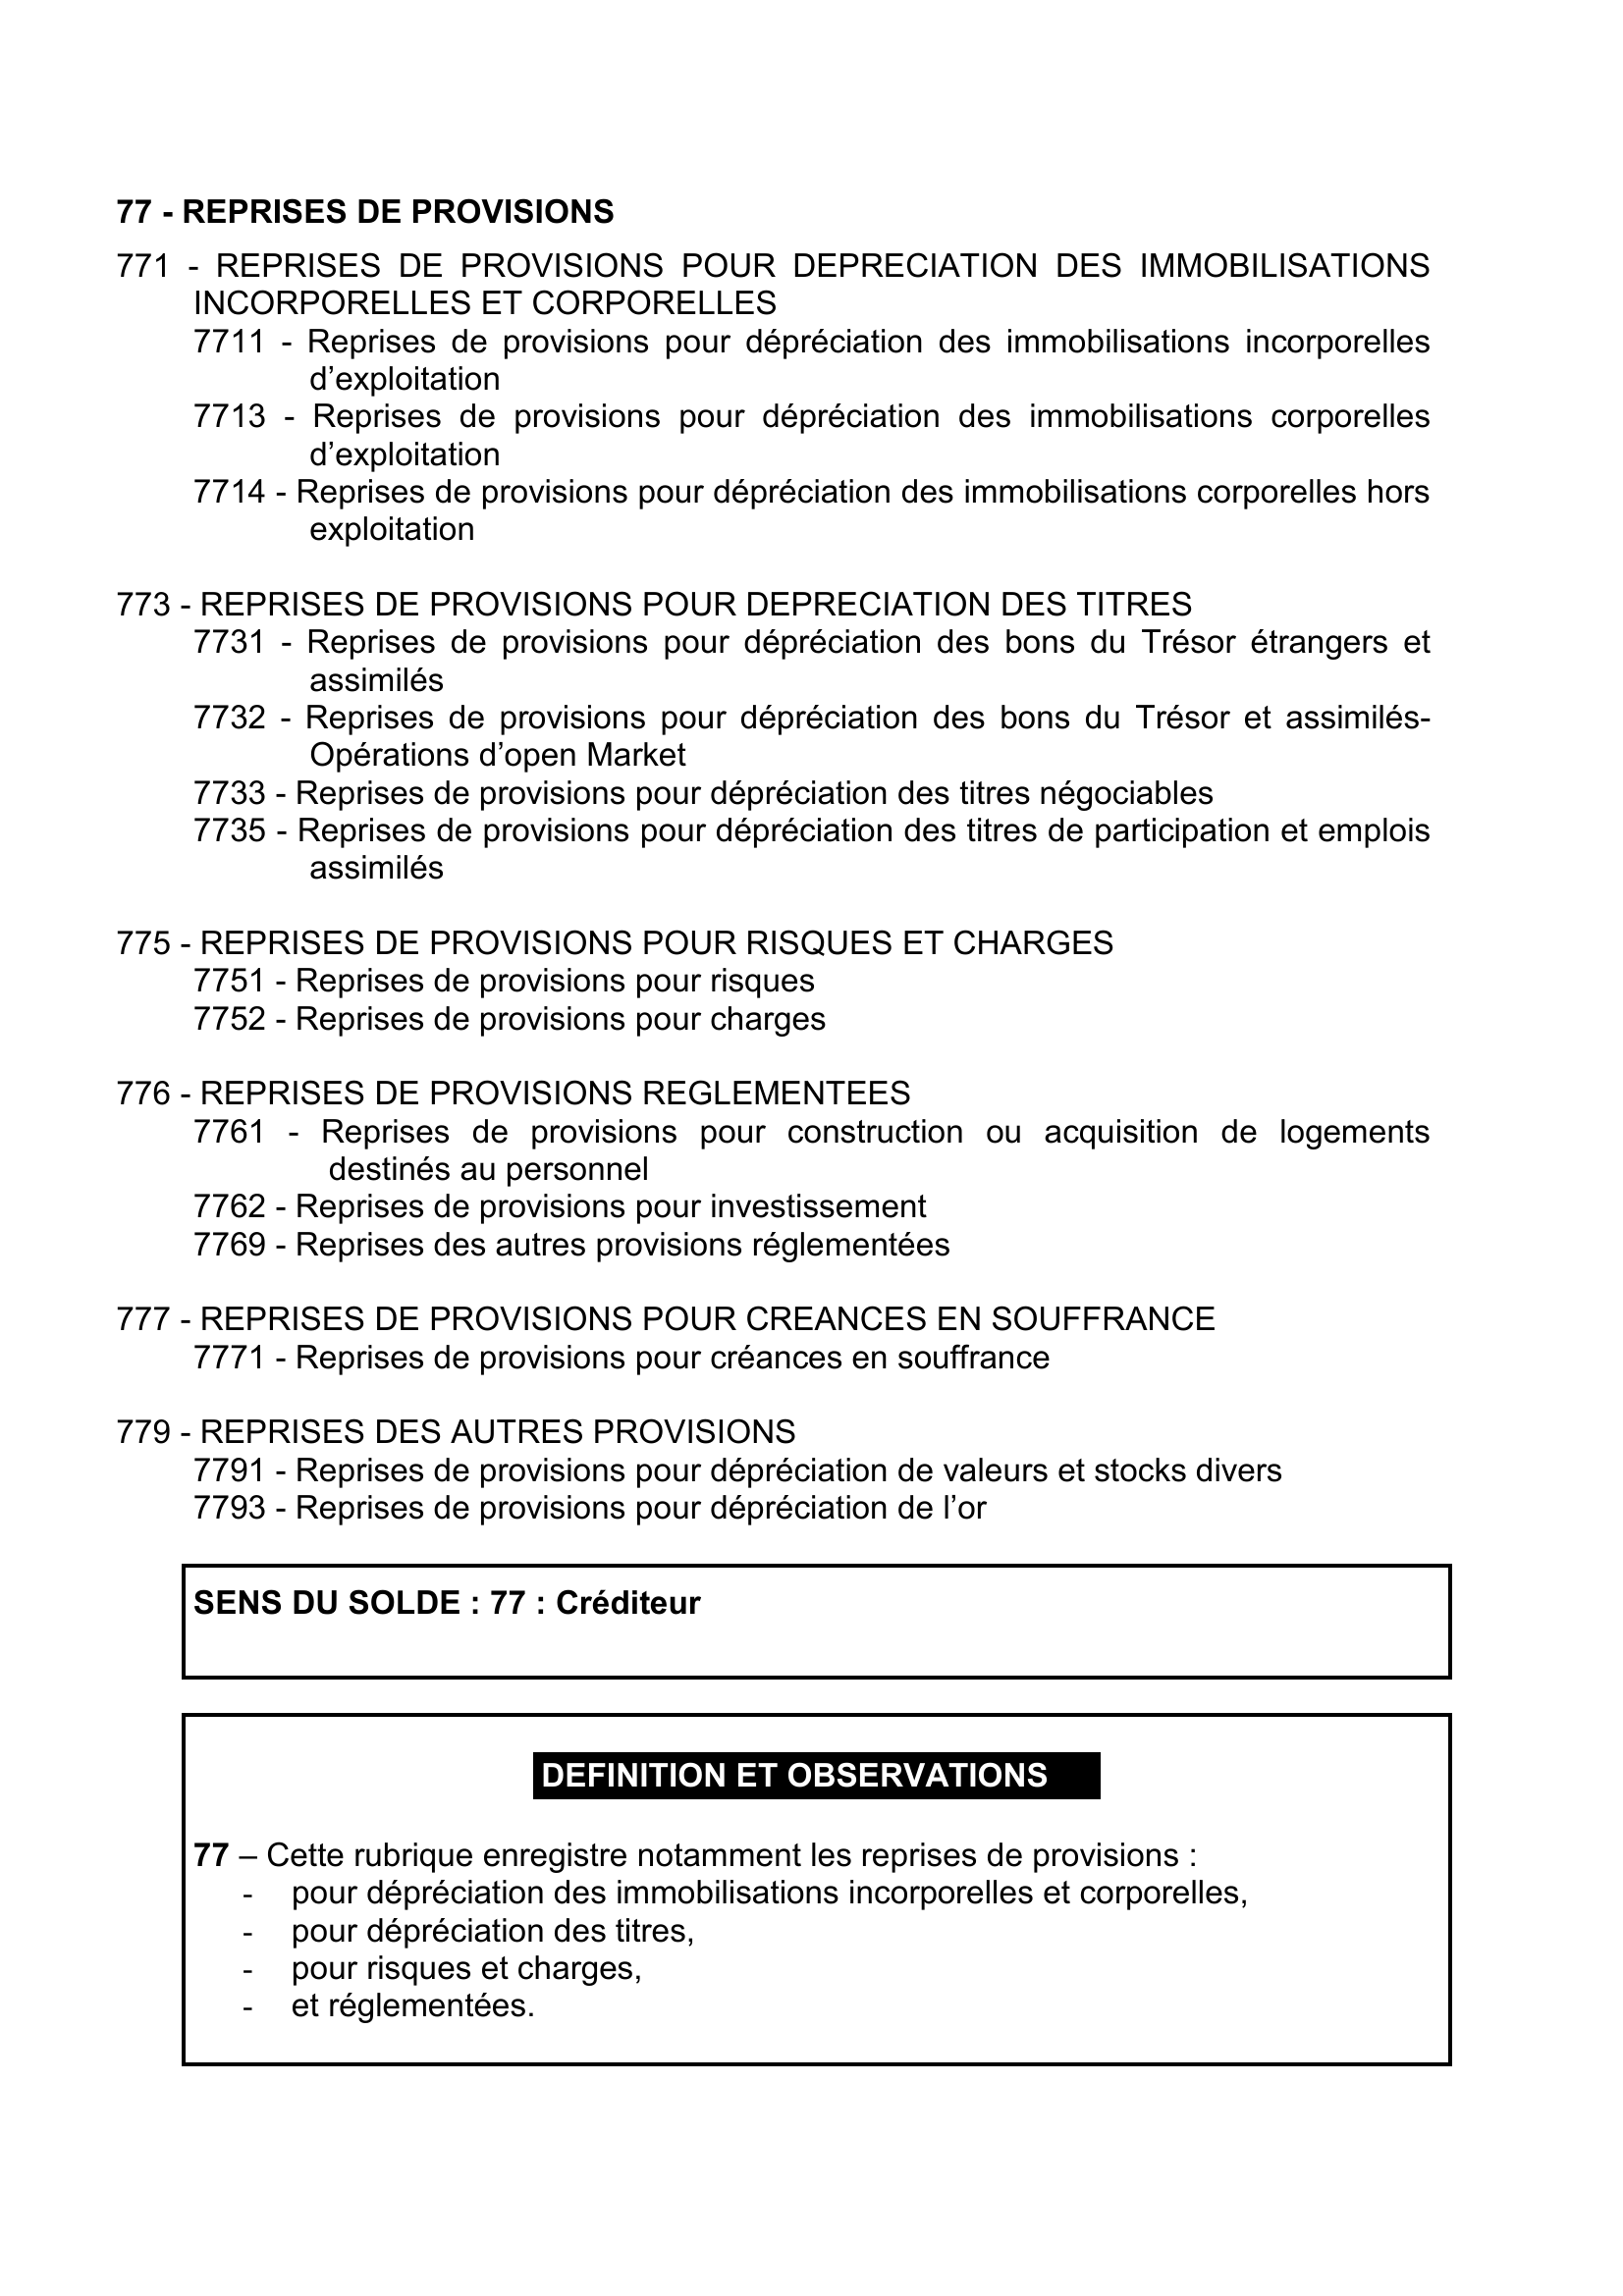 77 - REPRISES DE PROVISIONS
771 - REPRISES DE PROVISIONS POUR DEPRECIATION DES IMMOBILISATIONS
INCORPORELLES ET CORPORELLES
7711 - Reprises de provisions pour dépréciation des immobilisations incorporelles
d’exploitation
7713 - Reprises de provisions pour dépréciation des immobilisations corporelles
d’exploitation
7714 - Reprises de provisions pour dépréciation des immobilisations corporelles hors
exploitation
773 - REPRISES DE PROVISIONS POUR DEPRECIATION DES TITRES
7731 - Reprises de provisions pour dépréciation des bons du Trésor étrangers et
assimilés
7732 - Reprises de provisions pour dépréciation des bons du Trésor et assimilés-
Opérations d’open Market
7733 - Reprises de provisions pour dépréciation des titres négociables
7735 - Reprises de provisions pour dépréciation des titres de participation et emplois
assimilés
775 - REPRISES DE PROVISIONS POUR RISQUES ET CHARGES
7751 - Reprises de provisions pour risques
7752 - Reprises de provisions pour charges
776 - REPRISES DE PROVISIONS REGLEMENTEES
7761 - Reprises de provisions pour construction ou acquisition de logements
destinés au personnel
7762 - Reprises de provisions pour investissement
7769 - Reprises des autres provisions réglementées
777 - REPRISES DE PROVISIONS POUR CREANCES EN SOUFFRANCE
7771 - Reprises de provisions pour créances en souffrance
779 - REPRISES DES AUTRES PROVISIONS
7791 - Reprises de provisions pour dépréciation de valeurs et stocks divers
7793 - Reprises de provisions pour dépréciation de l’or
SENS DU SOLDE : 77 : Créditeur
DEFINITION ET OBSERVATIONS
77 – Cette rubrique enregistre notamment les reprises de provisions :
- pour dépréciation des immobilisations incorporelles et corporelles,
- pour dépréciation des titres,
- pour risques et charges,
- et réglementées.